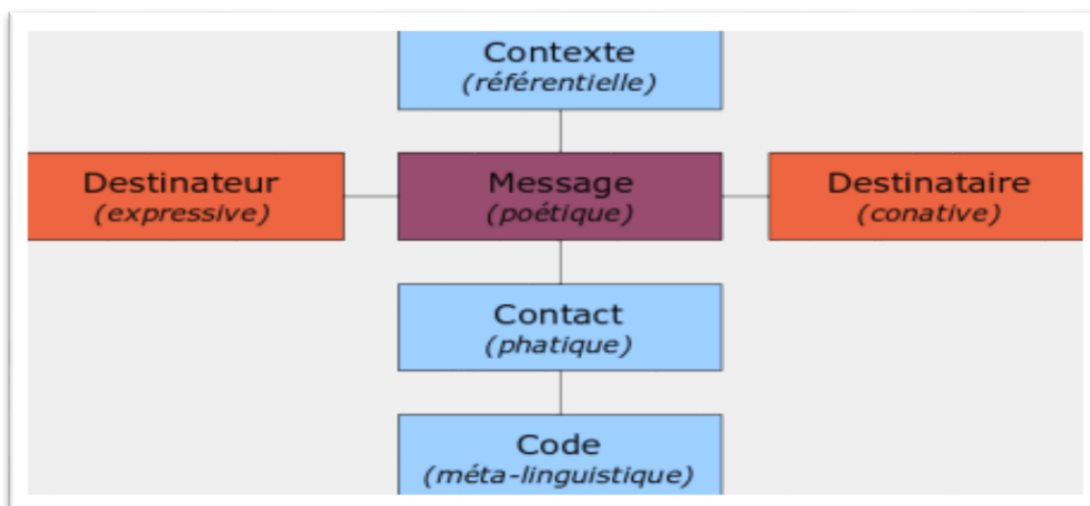 Contexte
(référentielle)
Destinateur
(expressive)
Message
(poétique)
Destinataire
(conative)
Contact
(phatique)
Code
(méta-linguistique)